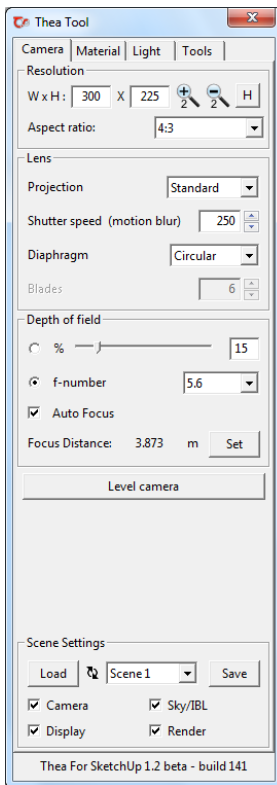 Thea Tool
Camera Material Light Tools
Resolution
W x H : 300 X 225 2 2 H
Aspect ratio: 4:3
Lens
Projection Standard
Shutter speed (motion blur) 250
Diaphragm Circular
Blades 6
Depth of field
% 15
f-number 5.6
Auto Focus
Focus Distance: 3.873 m Set
Level camera
Scene Settings
Load Scene 1 Save
Camera Sky/IBL
Display Render
Thea For SketchUp 1.2 beta - build 141